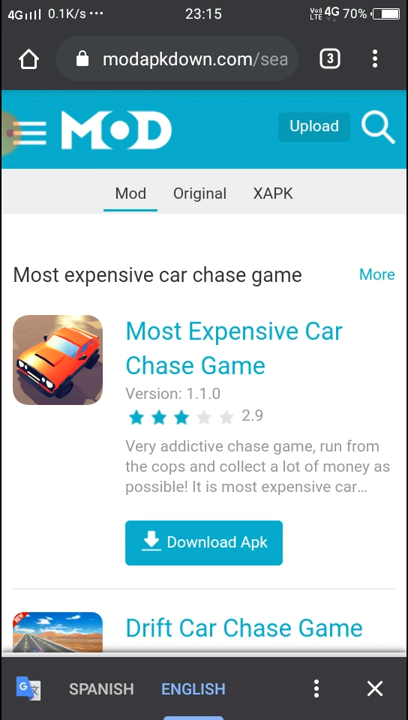 4G 0.1K/s ··· 23:15 VoD LTE 4G 70%
modapkdown.com/sea 3
MOD Upload
Mod Original XAPK
Most expensive car chase game More
Most Expensive Car
Chase Game
Version: 1.1.0
2.9
Very addictive chase game, run from
the cops and collect a lot of money as
possible! It is most expensive car...
Download Apk
Drift Car Chase Game
SPANISH ENGLISH